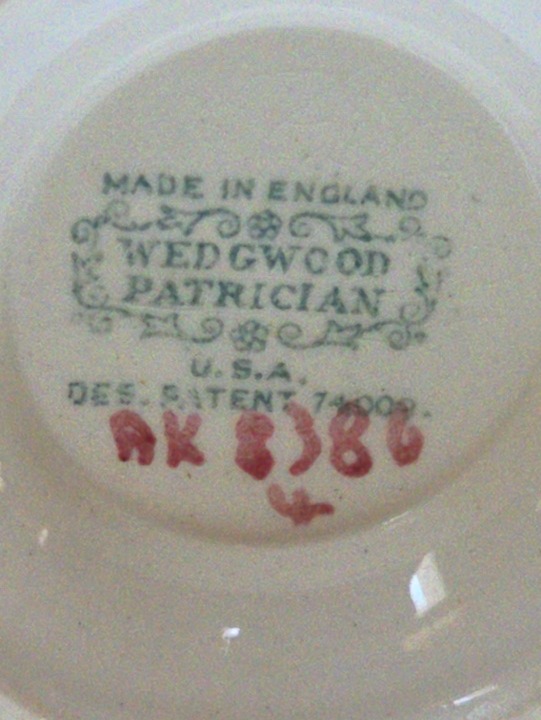 MADE IN ENGLAND
WEDGWOOD
PATRICIAN
U.S.A.
DES. PATENT 74009.
AK 8386
4